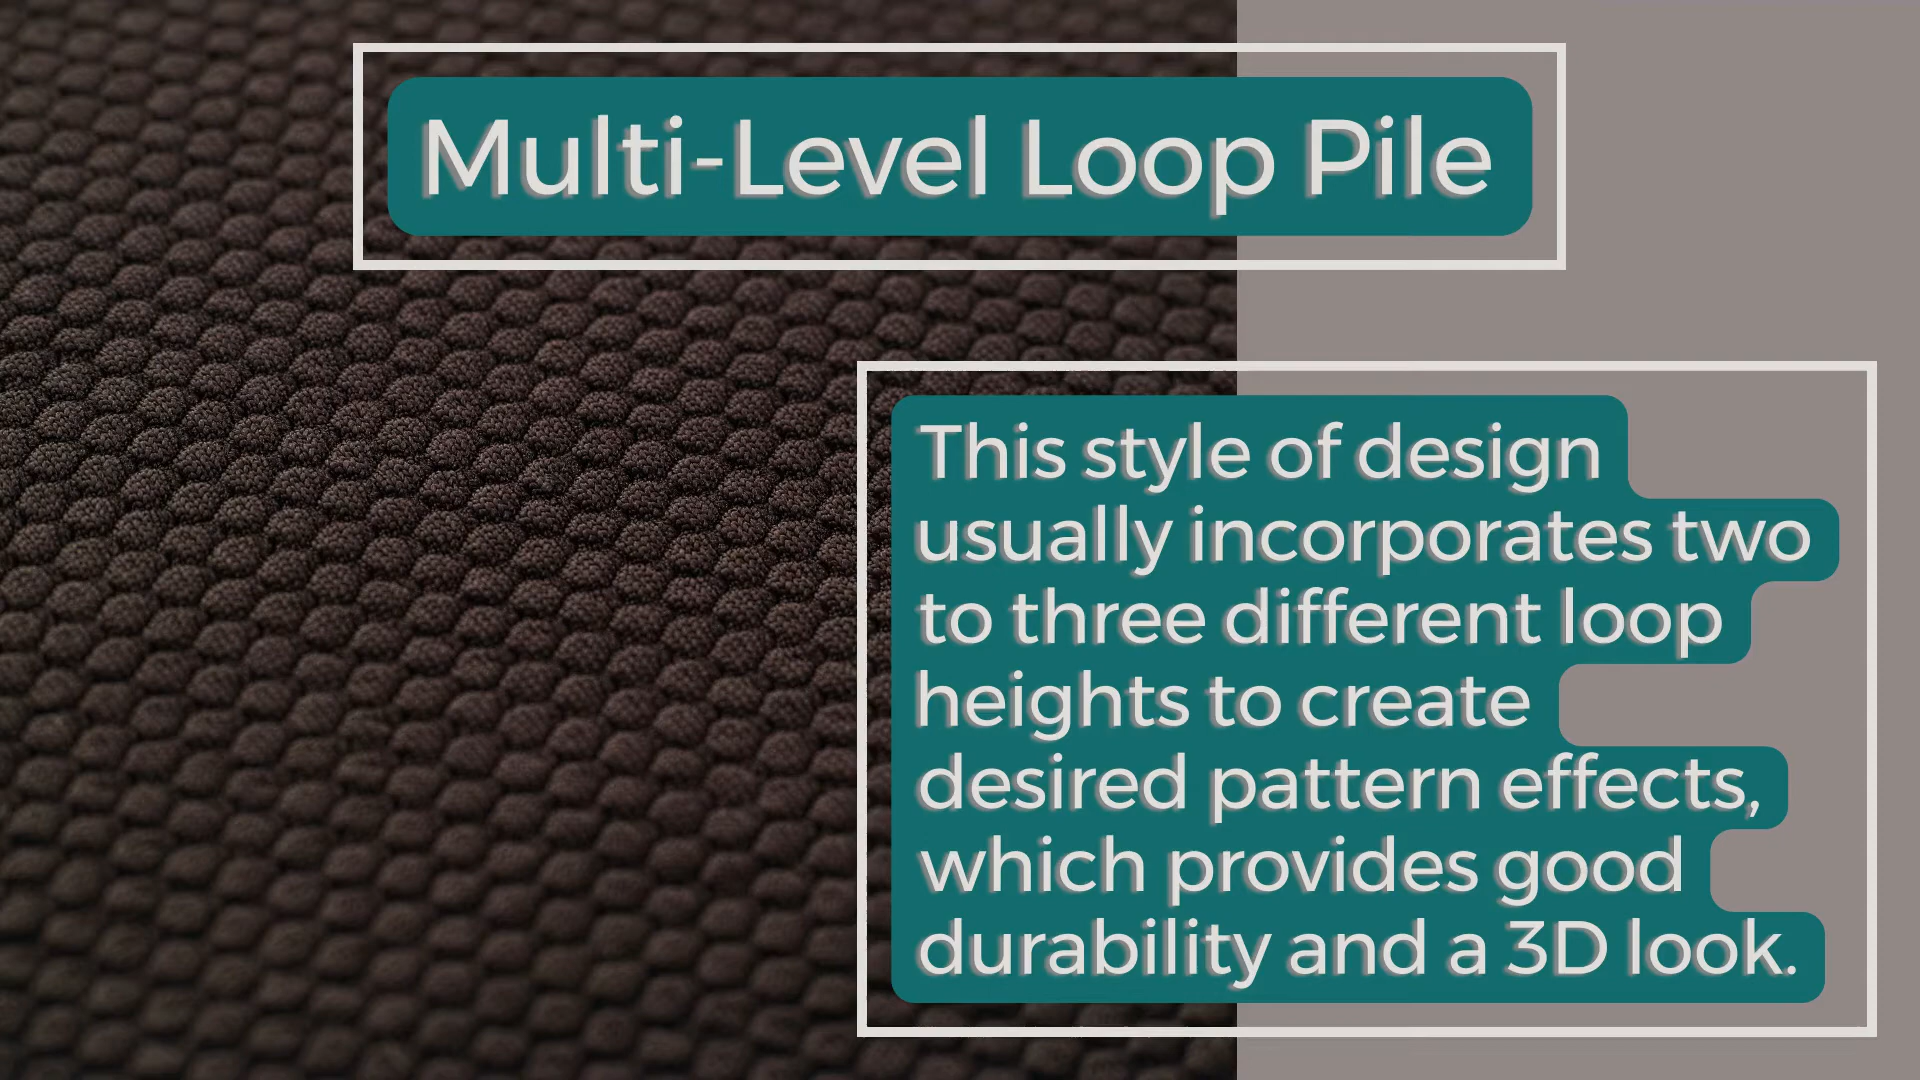 Multi-Level Loop Pile
This style of design
usually incorporates two
to three different loop
heights to create
desired pattern effects,
which provides good
durability and a 3D look.